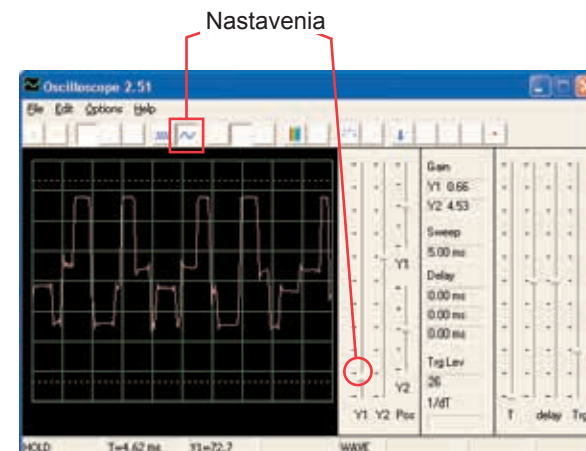 Nastavenia
Oscilloscope 2.51
File Edit Options Help
Gain
Y1 0.66
Y2 4.53
Sweep
5.00 ms
Delay
0.00 ms
0.00 ms
0.00 ms
Trg Lev
26
1/dT
Y1
Y2
Y1 Y2 Pos
T delay Trg
HOLD T=4.62 ms Y1=72.7 WAVE